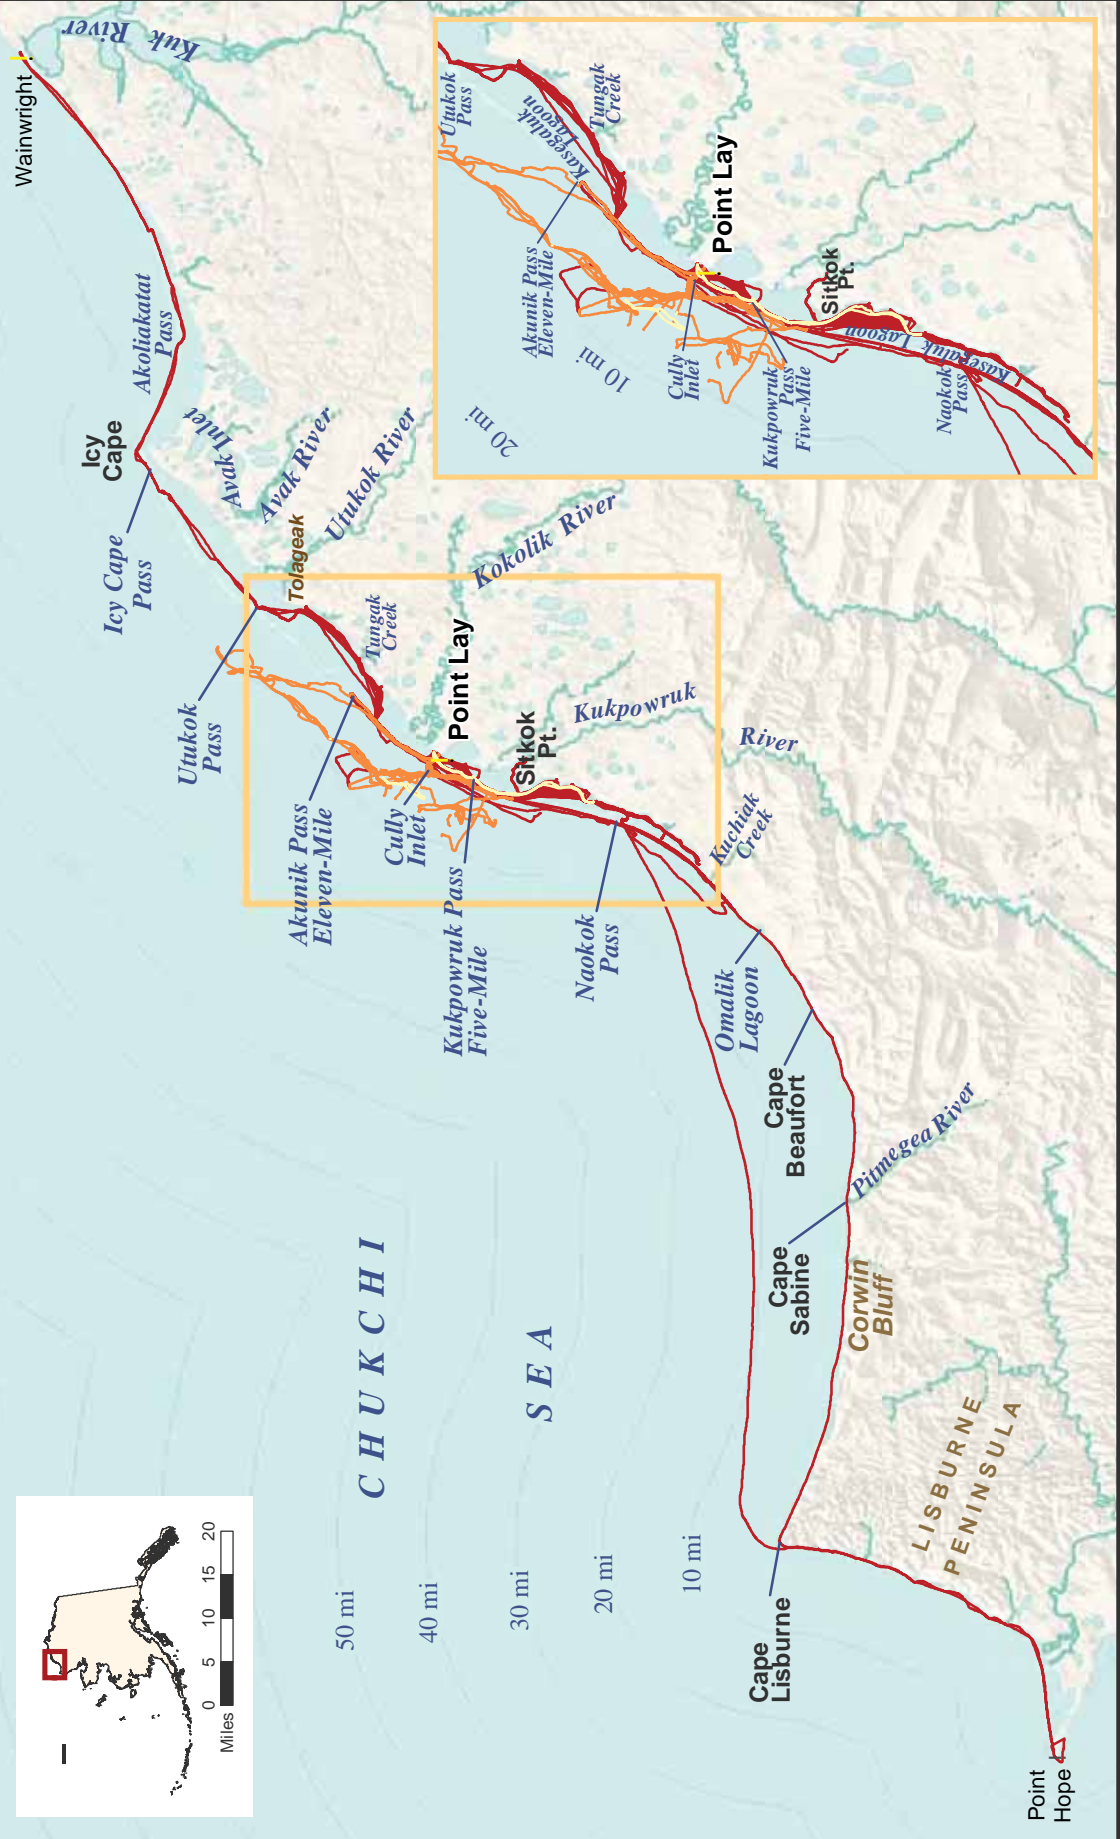 Wainwright
Kuk River
Akoliakatat
Pass
Icy
Cape
Icy Cape
Pass
Avak Inlet
Avak River
Utukok River
Tolageak
Utukok
Pass
Tungak
Creek
Kokolik River
Point Lay
Akunik Pass
Eleven-Mile
Cully
Inlet
Sitkok
Pt.
Kukpowruk
River
Kukpowruk Pass
Five-Mile
Kuchiak
Creek
Naokok
Pass
Omalik
Lagoon
Cape
Beaufort
Pitmegea River
Cape
Sabine
Corwin
Bluff
CHUKCHI
SEA
LISBURNE
PENINSULA
Cape
Lisburne
Point
Hope
50 mi
40 mi
30 mi
20 mi
10 mi
0 5 10 15 20
Miles
Utukok
Pass
Kasegaluk
Lagoon
Tungak
Creek
Akunik Pass
Eleven-Mile
Point Lay
20 mi
10 mi
Cully
Inlet
Kukpowruk
Pass
Five-Mile
Sitkok
Pt.
Kasegaluk Lagoon
Naokok
Pass